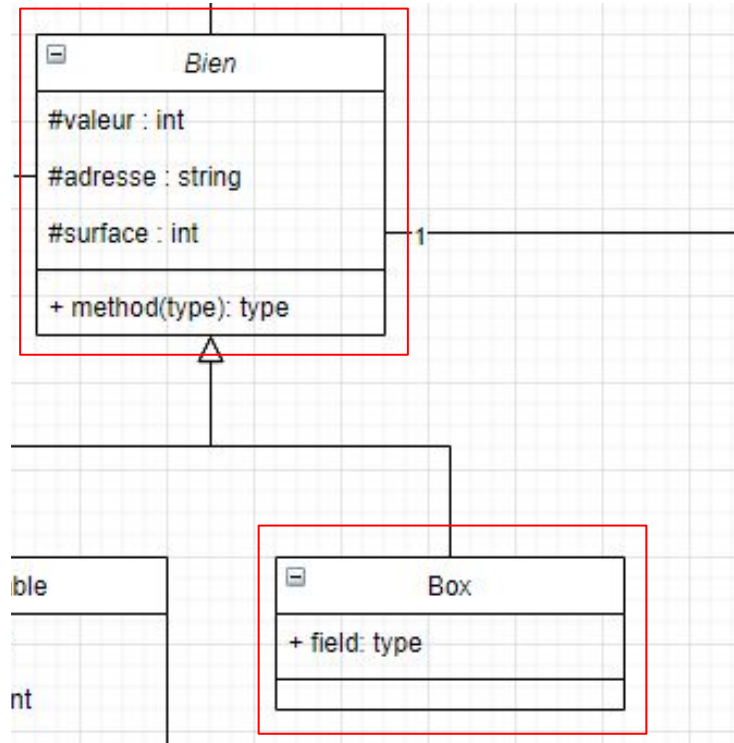 Bien
#valeur : int
#adresse : string
#surface : int
1
+ method(type): type
ble
nt
Box
+ field: type